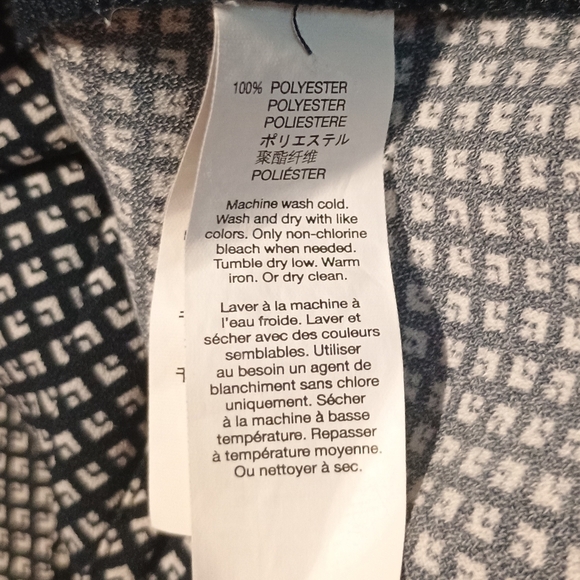 100% POLYESTER
POLYESTER
POLIESTERE
ポリエステル
聚酯纤维
POLIÉSTER
Machine wash cold.
Wash and dry with like
colors. Only non-chlorine
bleach when needed.
Tumble dry low. Warm
iron. Or dry clean.
Laver à la machine à
l'eau froide. Laver et
sécher avec des couleurs
semblables. Utiliser
au besoin un agent de
blanchiment sans chlore
uniquement. Sécher
à la machine à basse
température. Repasser
à température moyenne.
Ou nettoyer à sec.